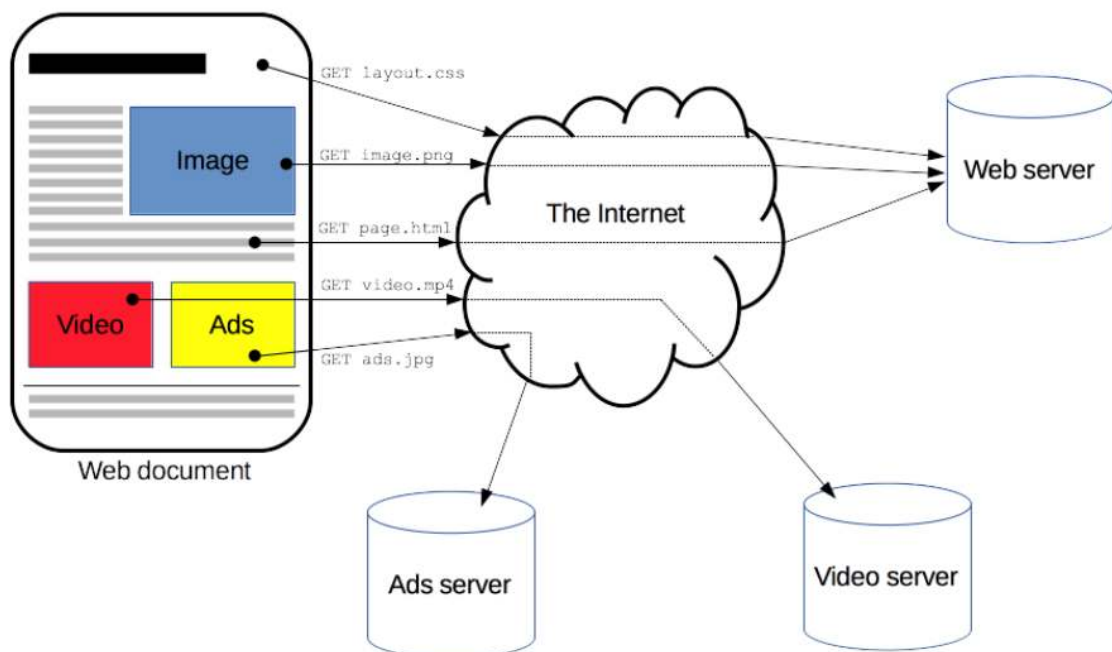 GET layout.css
Image
GET image.png
Web server
The Internet
GET page.html
Video
Ads
GET video.mp4
GET ads.jpg
Web document
Ads server
Video server